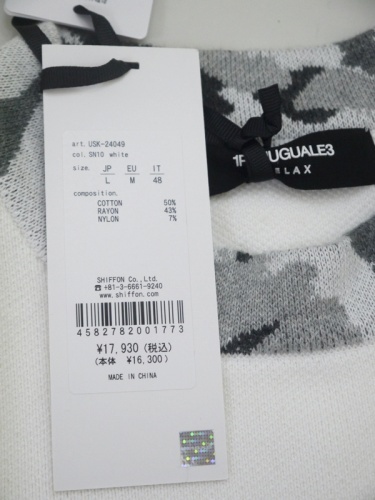 art. USK-24049
col. SN10 white
size. JP EU IT
L M 48
composition.
COTTON 50%
RAYON 43%
NYLON 7%
SHIFFON Co., Ltd.
☎ +81-3-6661-9240
www.shiffon.com
4582782001773
¥17,930(税込)
(本体 ¥16,300)
MADE IN CHINA
UGUALE3
LAX